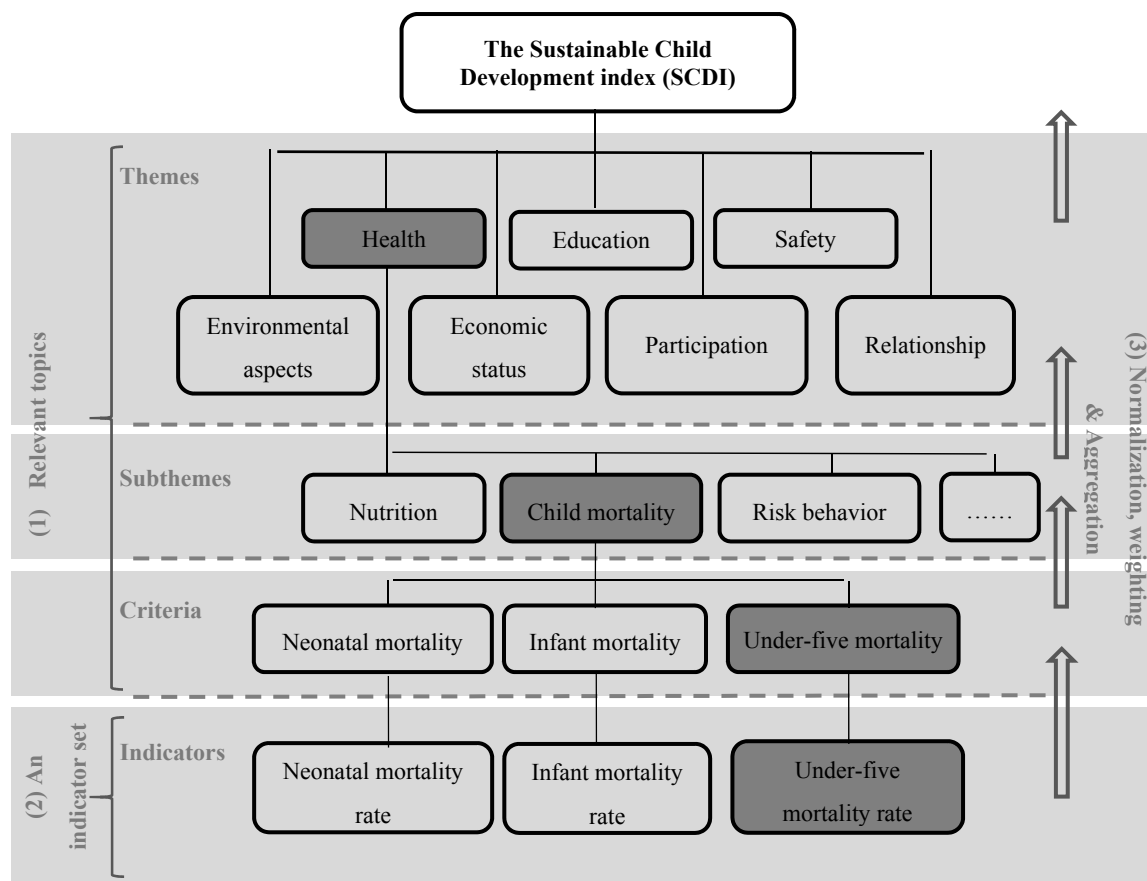 The Sustainable Child
Development index (SCDI)
Themes
Health
Education
Safety
Environmental
aspects
Economic
status
Participation
Relationship
(1) Relevant topics
Subthemes
Nutrition
Child mortality
Risk behavior
……
(3) Normalization, weighting
& Aggregation
Criteria
Neonatal mortality
Infant mortality
Under-five mortality
(2) An
indicator set
Indicators
Neonatal mortality
rate
Infant mortality
rate
Under-five
mortality rate